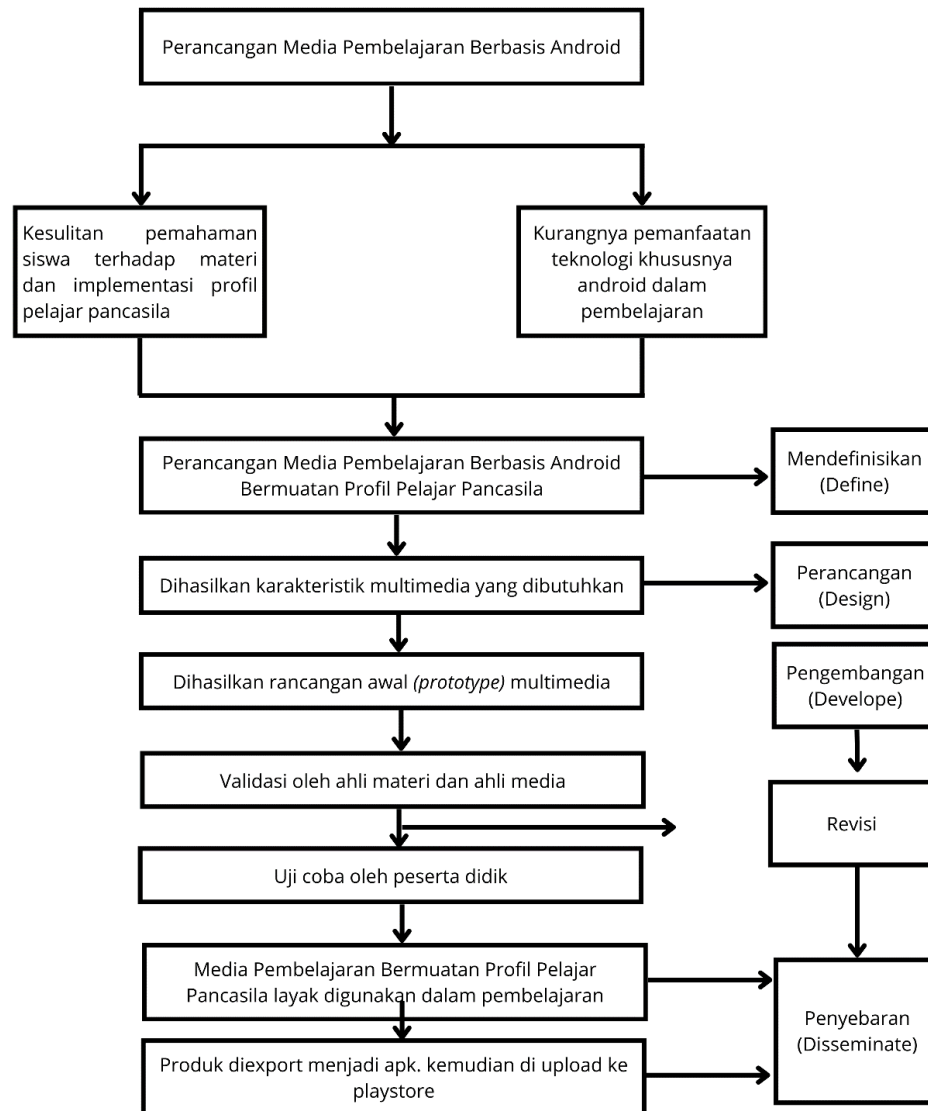 Perancangan Media Pembelajaran Berbasis Android
Kesulitan pemahaman
siswa terhadap materi
dan implementasi profil
pelajar pancasila
Kurangnya pemanfaatan
teknologi khususnya
android dalam
pembelajaran
Perancangan Media Pembelajaran Berbasis Android
Bermuatan Profil Pelajar Pancasila
Mendefinisikan
(Define)
Dihasilkan karakteristik multimedia yang dibutuhkan
Perancangan
(Design)
Dihasilkan rancangan awal (prototype) multimedia
Pengembangan
(Develope)
Validasi oleh ahli materi dan ahli media
Revisi
Uji coba oleh peserta didik
Media Pembelajaran Bermuatan Profil Pelajar
Pancasila layak digunakan dalam pembelajaran
Penyebaran
(Disseminate)
Produk diexport menjadi apk. kemudian di upload ke
playstore